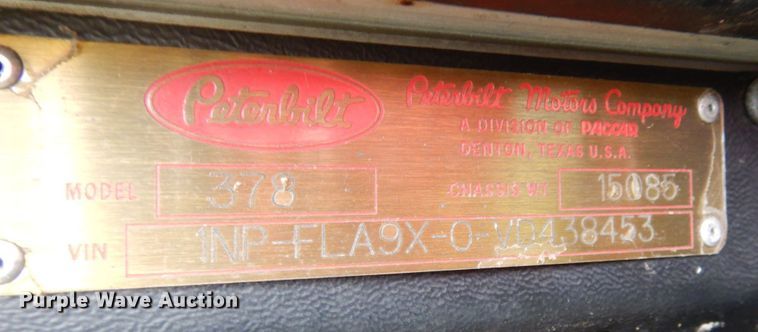 Peterbilt
Peterbilt Motors Company
A DIVISION OF PACCAR
DENTON, TEXAS U.S.A.
MODEL 378
CHASSIS WT 15085
VIN 1NP-FLA9X-0-VD438453
Purple Wave Auction